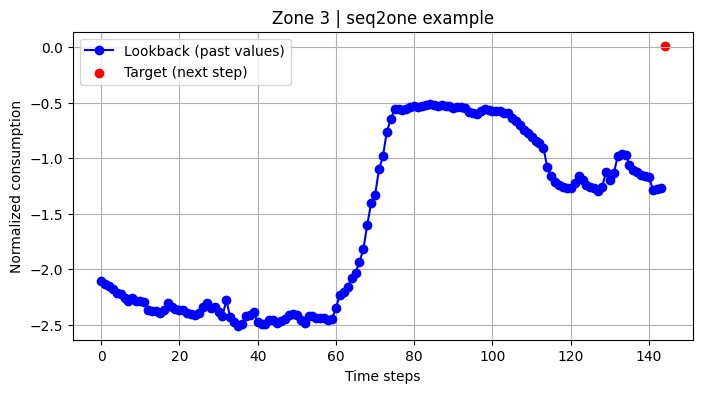 Zone 3 | seq2one example
Lookback (past values)
Target (next step)
Normalized consumption
0.0
−0.5
−1.0
−1.5
−2.0
−2.5
0 20 40 60 80 100 120 140
Time steps